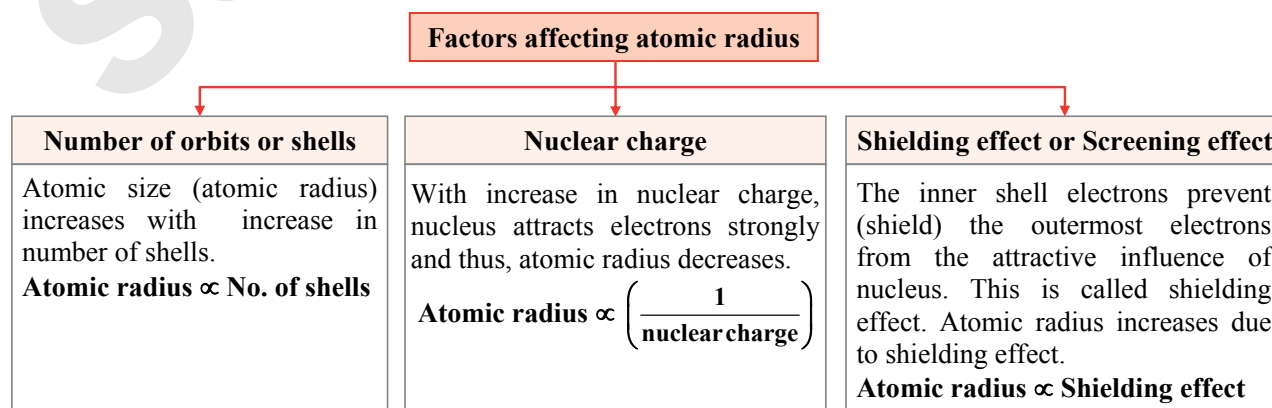 Factors affecting atomic radius
Number of orbits or shells
Atomic size (atomic radius)
increases with increase in
number of shells.
Atomic radius ∝ No. of shells
Nuclear charge
With increase in nuclear charge,
nucleus attracts electrons strongly
and thus, atomic radius decreases.
Atomic radius ∝ (1/nuclear charge)
Shielding effect or Screening effect
The inner shell electrons prevent
(shield) the outermost electrons
from the attractive influence of
nucleus. This is called shielding
effect. Atomic radius increases due
to shielding effect.
Atomic radius ∝ Shielding effect